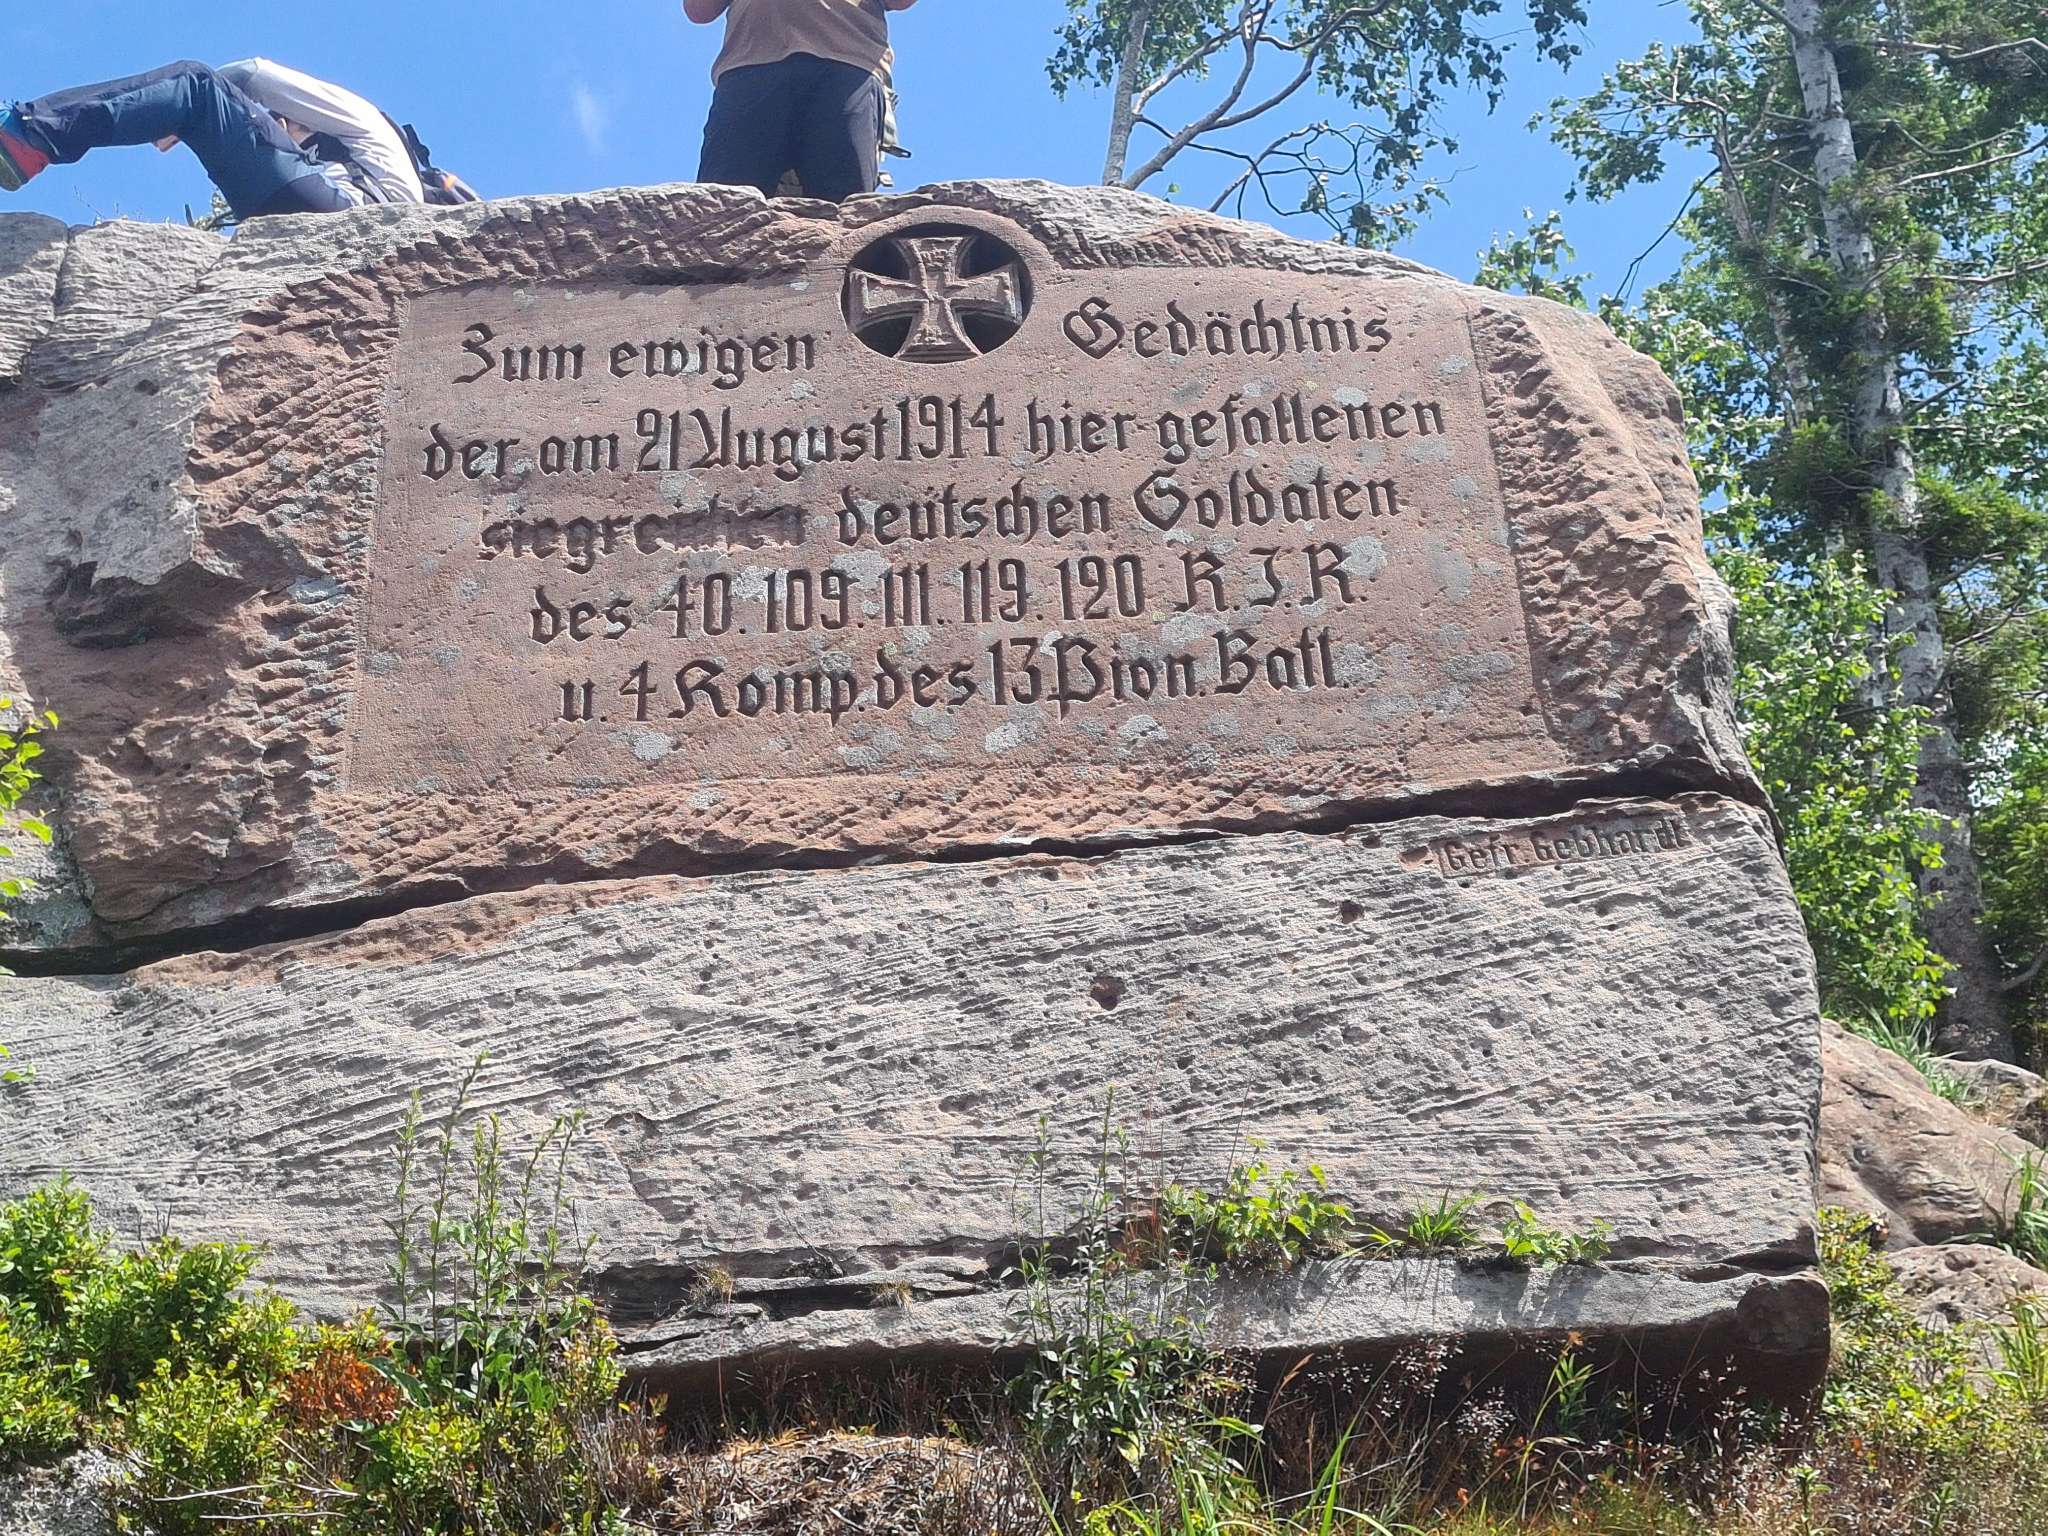 Zum ewigen Gedächtnis
der am 21 August 1914 hier gefallenen
siegreichen deutschen Soldaten
des 40. 109. 111. 119. 120 R.I.R.
u. 4 Komp. des 13 Pion. Batl.
Gefr. Gebhardt